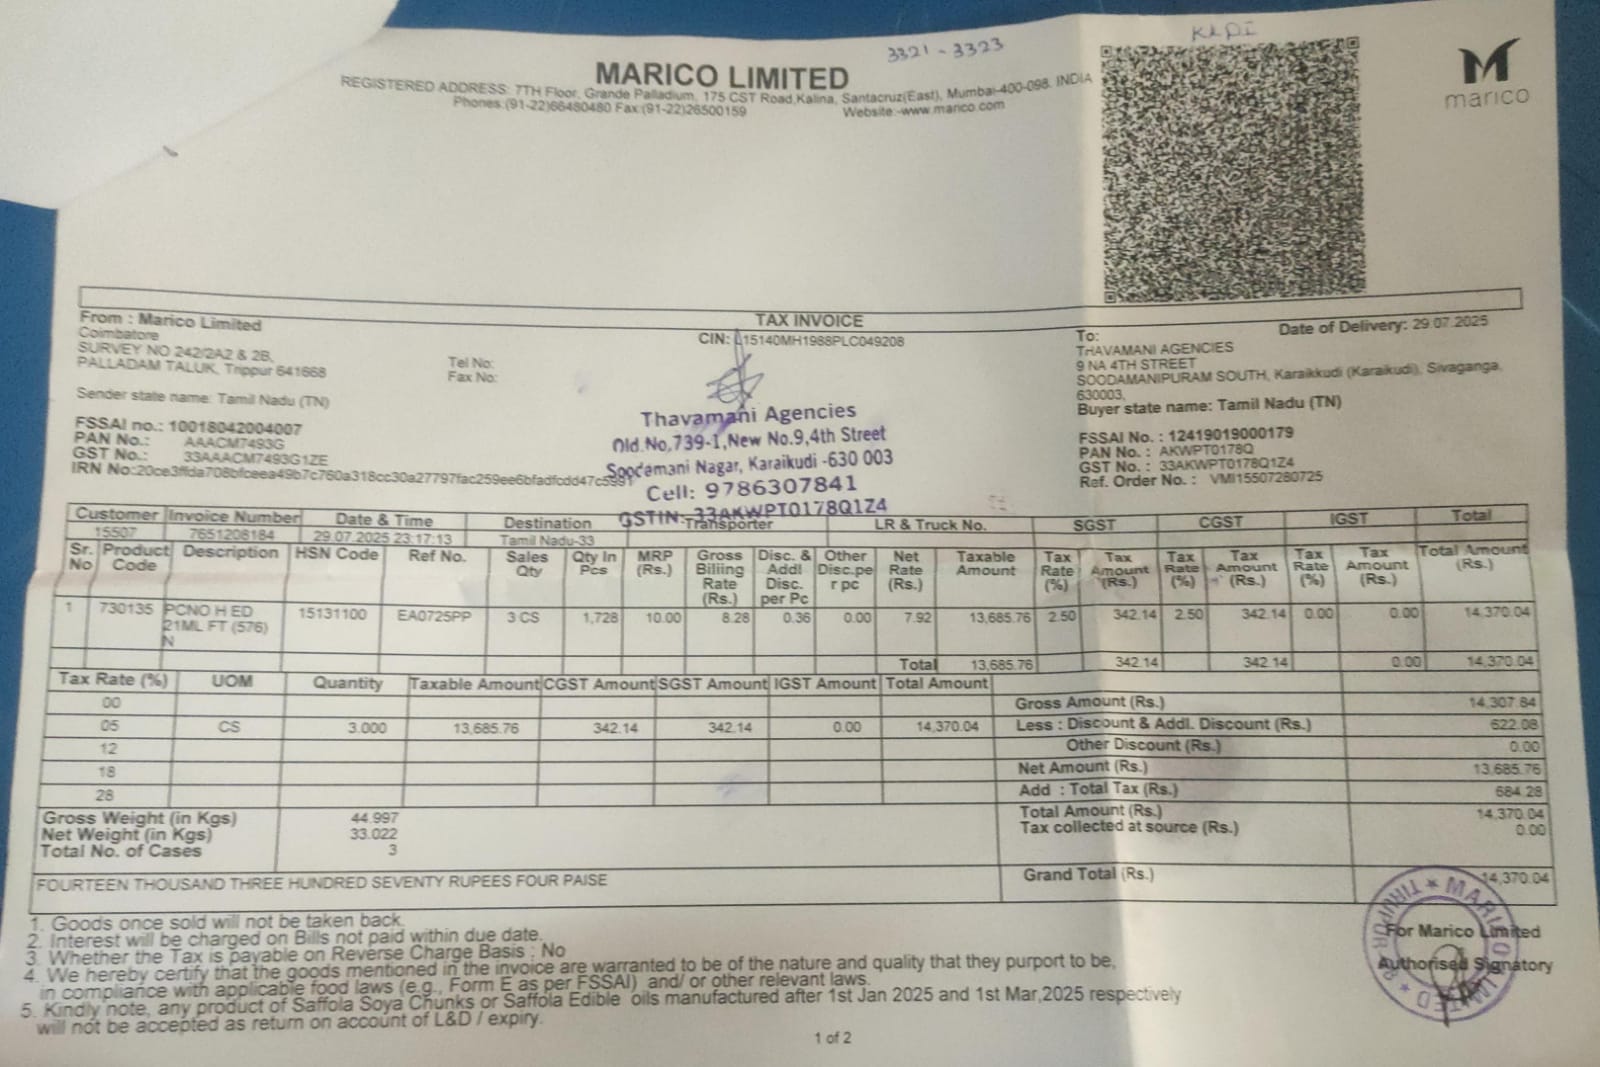 3321 - 3323
KKDI
MARICO LIMITED
REGISTERED ADDRESS: 7TH Floor, Grande Palladium, 175 CST Road,Kalina, Santacruz(East), Mumbai-400-098. INDIA
Phones:(91-22)66480480 Fax:(91-22)26500159 Website:-www.marico.com
marico
TAX INVOICE
From : Marico Limited
Coimbatore
SURVEY NO 242/2A2 & 2B,
PALLADAM TALUK, Trippur 641668
Sender state name: Tamil Nadu (TN)
FSSAI no.: 10018042004007
PAN No.: AAACM7493G
GST No.: 33AAACM7493G1ZE
IRN No:
Tel No:
Fax No:
CIN: L15140MH1988PLC049208
Thavamani Agencies
Old.No,739-1,New No.9,4th Street
Soodamani Nagar, Karaikudi -630 003
Cell: 9786307841
GSTIN: 33AKWPT0178Q1Z4
Date of Delivery: 29.07.2025
To:
THAVAMANI AGENCIES
9 NA 4TH STREET
SOODAMANIPURAM SOUTH, Karaikkudi (Karaikudi), Sivaganga,
630003,
Buyer state name: Tamil Nadu (TN)
FSSAI No. : 12419019000179
PAN No. : AKWPT0178Q
GST No. : 33AKWPT0178Q1Z4
Ref. Order No. : VMI15507280725
Customer Invoice Number Date & Time Destination Transporter LR & Truck No. SGST CGST IGST Total
15507 7651208184 29.07.2025 23:17:13 Tamil Nadu-33
Sr. No Product Code Description HSN Code Ref No. Sales Qty Qty In Pcs MRP (Rs.) Gross Biliing Rate (Rs.) Disc. & Addl Disc. per Pc Other Disc.pe r pc Net Rate (Rs.) Taxable Amount Tax Rate (%) Tax Amount (Rs.) Tax Rate (%) Tax Amount (Rs.) Tax Rate (%) Tax Amount (Rs.) Total Amount (Rs.)
1 730135 PCNO H ED 21ML FT (576) N 15131100 EA0725PP 3 CS 1,728 10.00 8.28 0.36 0.00 7.92 13,685.76 2.50 342.14 2.50 342.14 0.00 0.00 14,370.04
Total 13,685.76 342.14 342.14 0.00 14,370.04
Tax Rate (%) UOM Quantity Taxable Amount CGST Amount SGST Amount IGST Amount Total Amount
00
05 CS 3.000 13,685.76 342.14 342.14 0.00 14,370.04
12
18
28
Gross Amount (Rs.) 14,307.84
Less : Discount & Addl. Discount (Rs.) 622.08
Other Discount (Rs.) 0.00
Net Amount (Rs.) 13,685.76
Add : Total Tax (Rs.) 684.28
Total Amount (Rs.) 14,370.04
Tax collected at source (Rs.) 0.00
Gross Weight (in Kgs) 44.997
Net Weight (in Kgs) 33.022
Total No. of Cases 3
FOURTEEN THOUSAND THREE HUNDRED SEVENTY RUPEES FOUR PAISE
Grand Total (Rs.) 14,370.04
1. Goods once sold will not be taken back.
2. Interest will be charged on Bills not paid within due date.
3. Whether the Tax is payable on Reverse Charge Basis : No
4. We hereby certify that the goods mentioned in the invoice are warranted to be of the nature and quality that they purport to be,
in compliance with applicable food laws (e.g., Form E as per FSSAI) and/ or other relevant laws.
5. Kindly note, any product of Saffola Soya Chunks or Saffola Edible oils manufactured after 1st Jan 2025 and 1st Mar,2025 respectively
will not be accepted as return on account of L&D / expiry.
For Marico Limited
Authorised Signatory
MARICO LIMITED
TIRUPUR
1 of 2